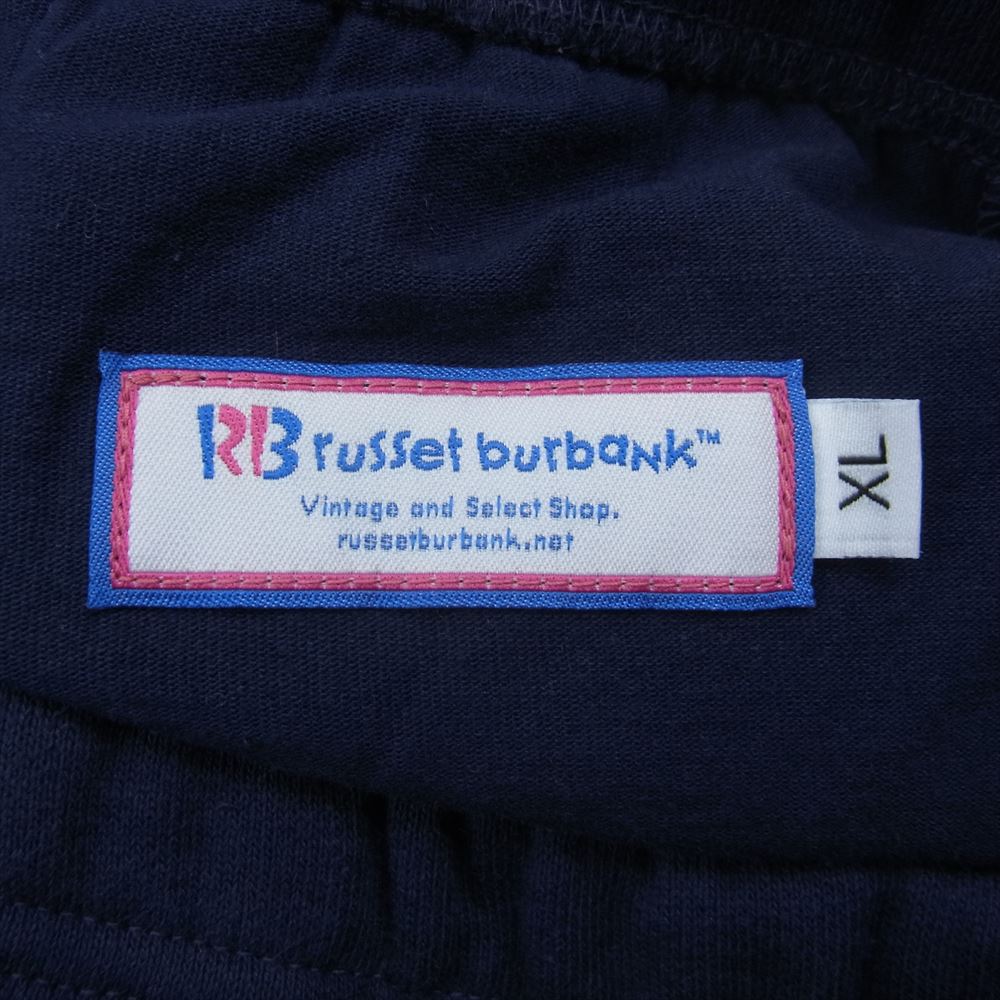 RB russet burbank™
Vintage and Select Shop.
russetburbank.net
XL